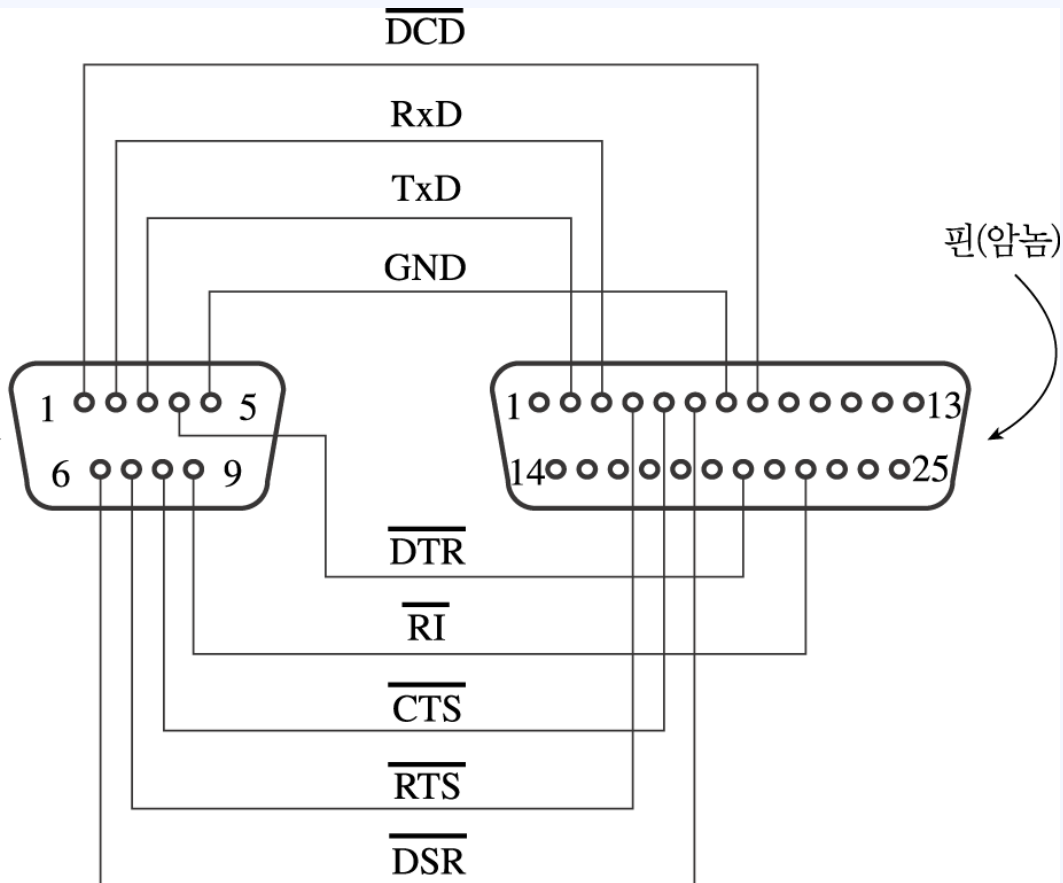 DCD
RxD
TxD
GND
핀(암놈)
1 5
1 13
6 9
14 25
DTR
RI
CTS
RTS
DSR